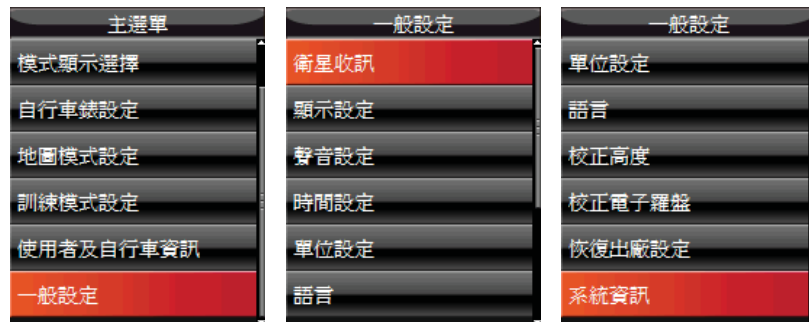 主選單
模式顯示選擇
自行車錶設定
地圖模式設定
訓練模式設定
使用者及自行車資訊
一般設定
一般設定
衛星收訊
顯示設定
聲音設定
時間設定
單位設定
語言
一般設定
單位設定
語言
校正高度
校正電子羅盤
恢復出廠設定
系統資訊